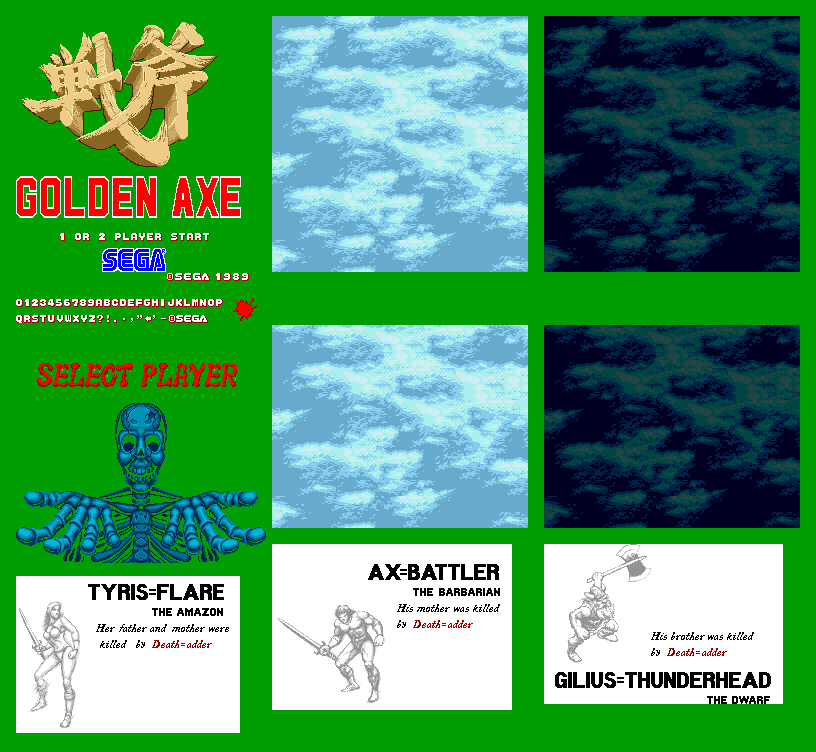 戦斧
GOLDEN AXE
1 OR 2 PLAYER START
SEGA
©SEGA 1989
0123456789ABCDEFGHIJKLMNOP
QRSTUVWXYZ?!.·,"❝'-©SEGA
SELECT PLAYER
TYRIS=FLARE
THE AMAZON
Her father and mother were
killed by Death=adder
AX=BATTLER
THE BARBARIAN
His mother was killed
by Death=adder
His brother was killed
by Death=adder
GILIUS=THUNDERHEAD
THE DWARF